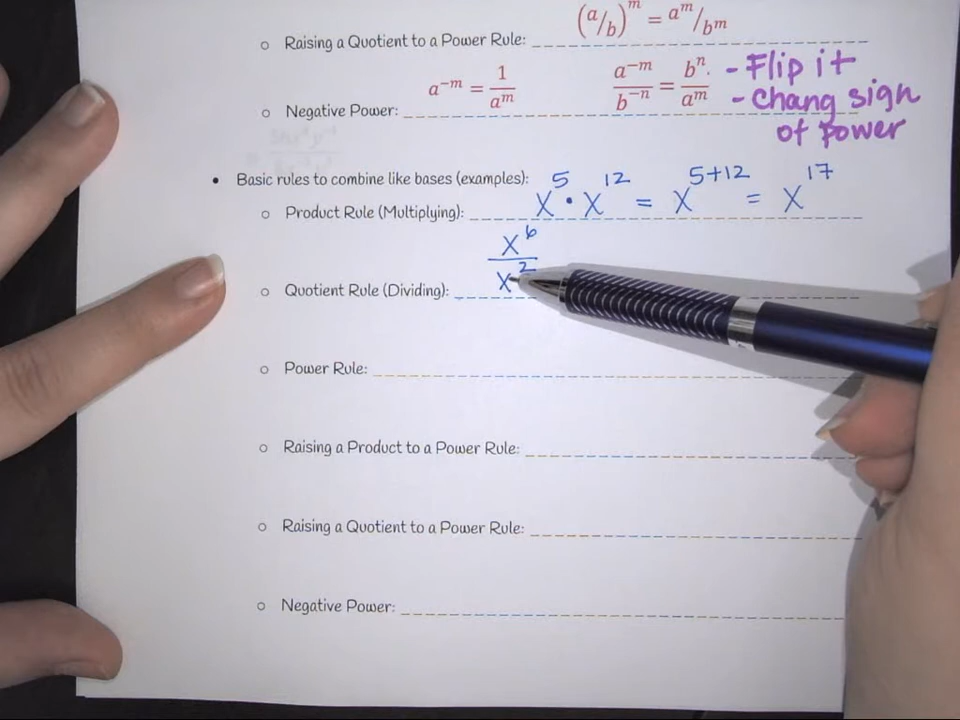 ○ Raising a Quotient to a Power Rule: (a/b)^m = a^m/b^m
○ Negative Power: a^{-m} = 1/a^m a^{-m}/b^{-n} = b^n/a^m. - Flip it
- Chang sign
of power
• Basic rules to combine like bases (examples):
○ Product Rule (Multiplying): x^5 • x^12 = x^{5+12} = x^17
○ Quotient Rule (Dividing): x^6/x^2
○ Power Rule:
○ Raising a Product to a Power Rule:
○ Raising a Quotient to a Power Rule:
○ Negative Power: